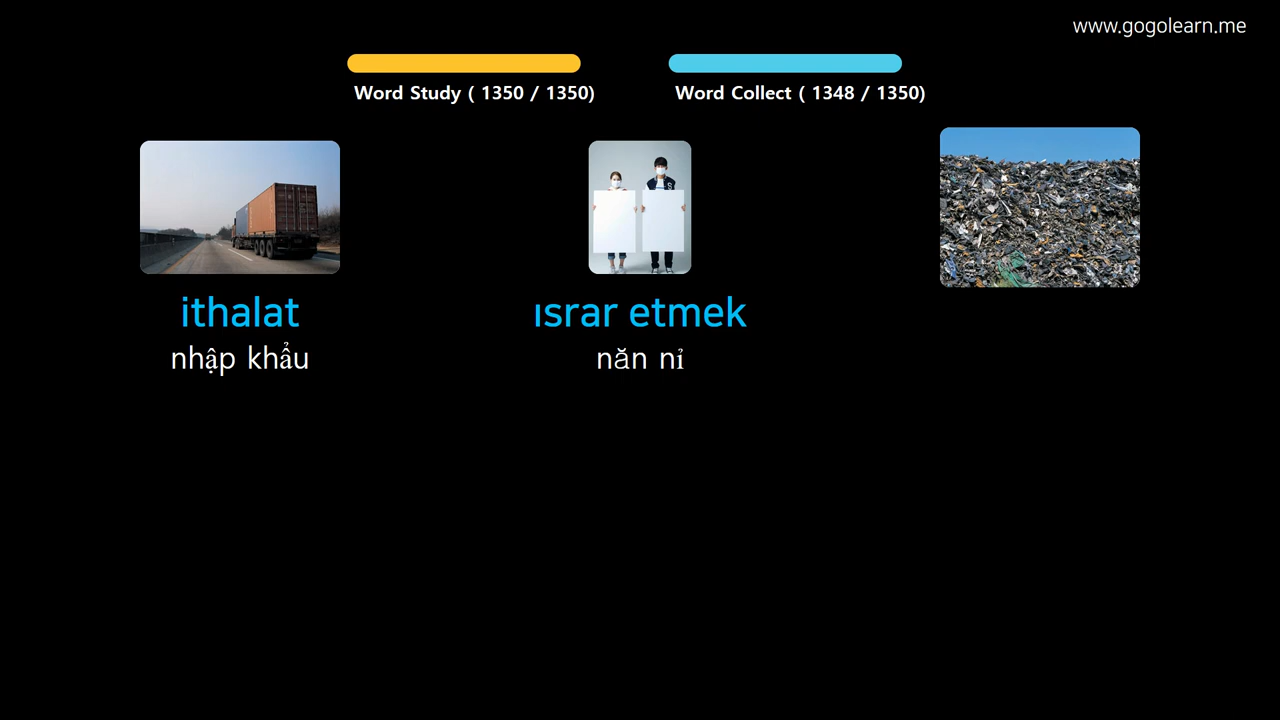 www.gogolearn.me
Word Study ( 1350 / 1350)
Word Collect ( 1348 / 1350)
ithalat
nhập khẩu
ısrar etmek
năn nỉ